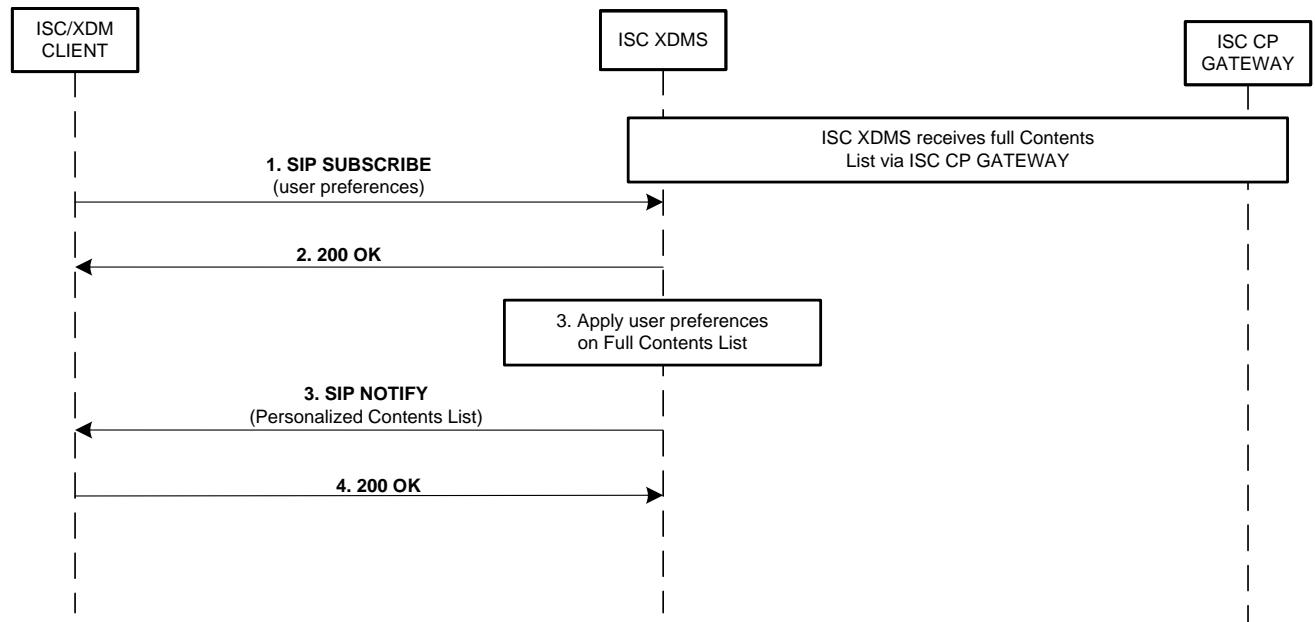 ISC/XDM
CLIENT
ISC XDMS
ISC CP
GATEWAY
ISC XDMS receives full Contents
List via ISC CP GATEWAY
1. SIP SUBSCRIBE
(user preferences)
2. 200 OK
3. Apply user preferences
on Full Contents List
3. SIP NOTIFY
(Personalized Contents List)
4. 200 OK